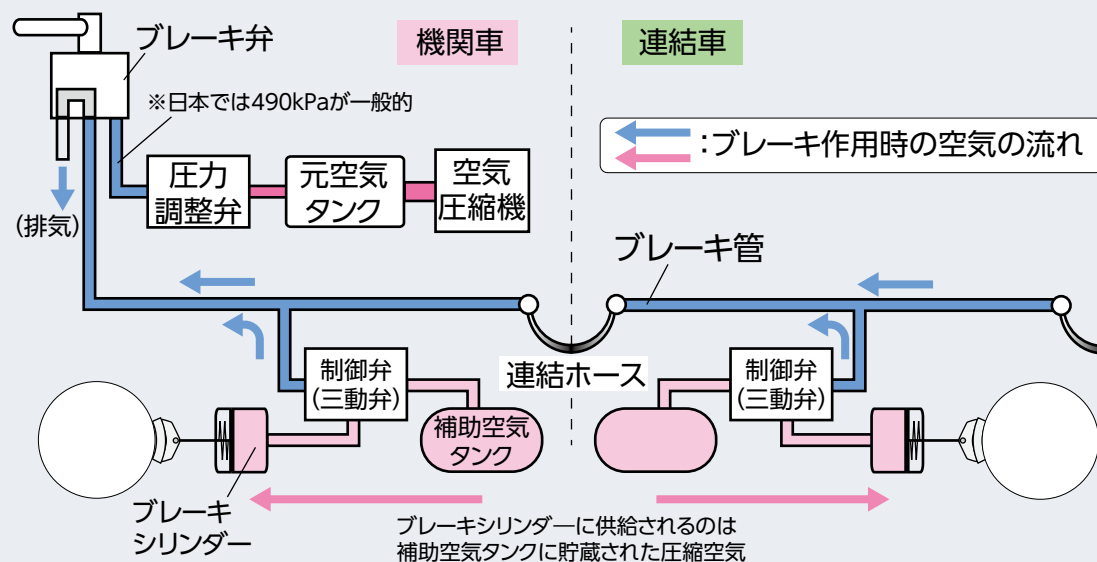 ブレーキ弁
機関車
連結車
※日本では490kPaが一般的
:ブレーキ作用時の空気の流れ
圧力
調整弁
元空気
タンク
空気
圧縮機
(排気)
ブレーキ管
連結ホース
制御弁
(三動弁)
制御弁
(三動弁)
補助空気
タンク
ブレーキ
シリンダー
ブレーキシリンダ―に供給されるのは
補助空気タンクに貯蔵された圧縮空気